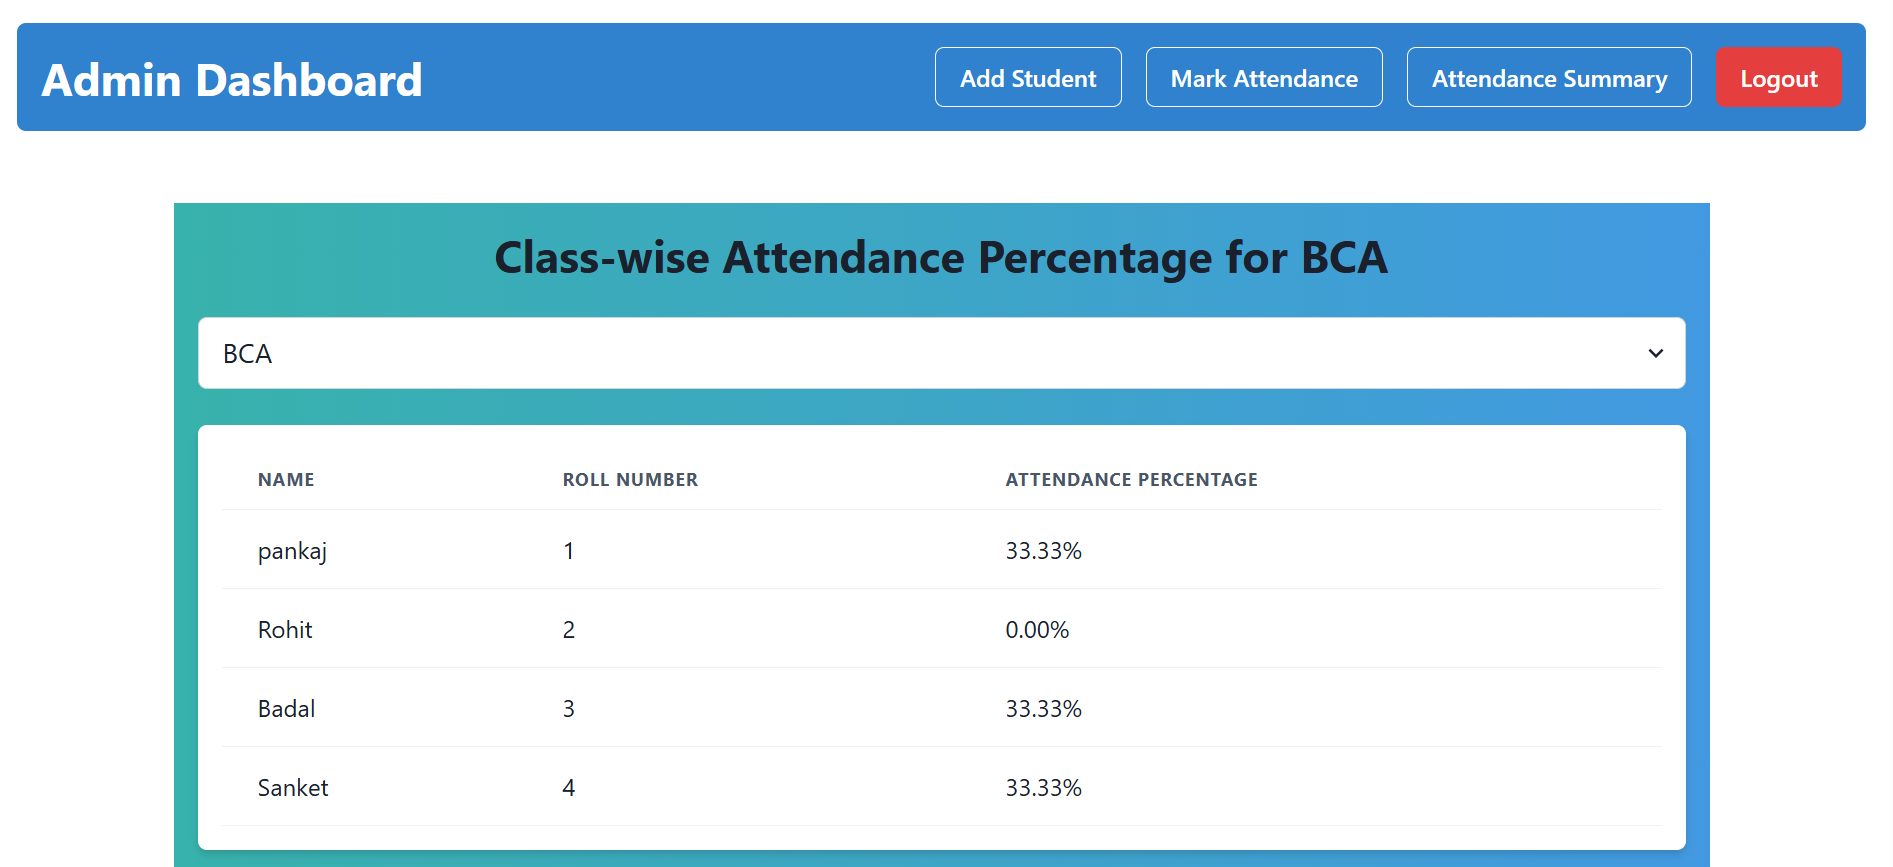 Admin Dashboard Add Student Mark Attendance Attendance Summary Logout
Class-wise Attendance Percentage for BCA
BCA
NAME ROLL NUMBER ATTENDANCE PERCENTAGE
pankaj 1 33.33%
Rohit 2 0.00%
Badal 3 33.33%
Sanket 4 33.33%